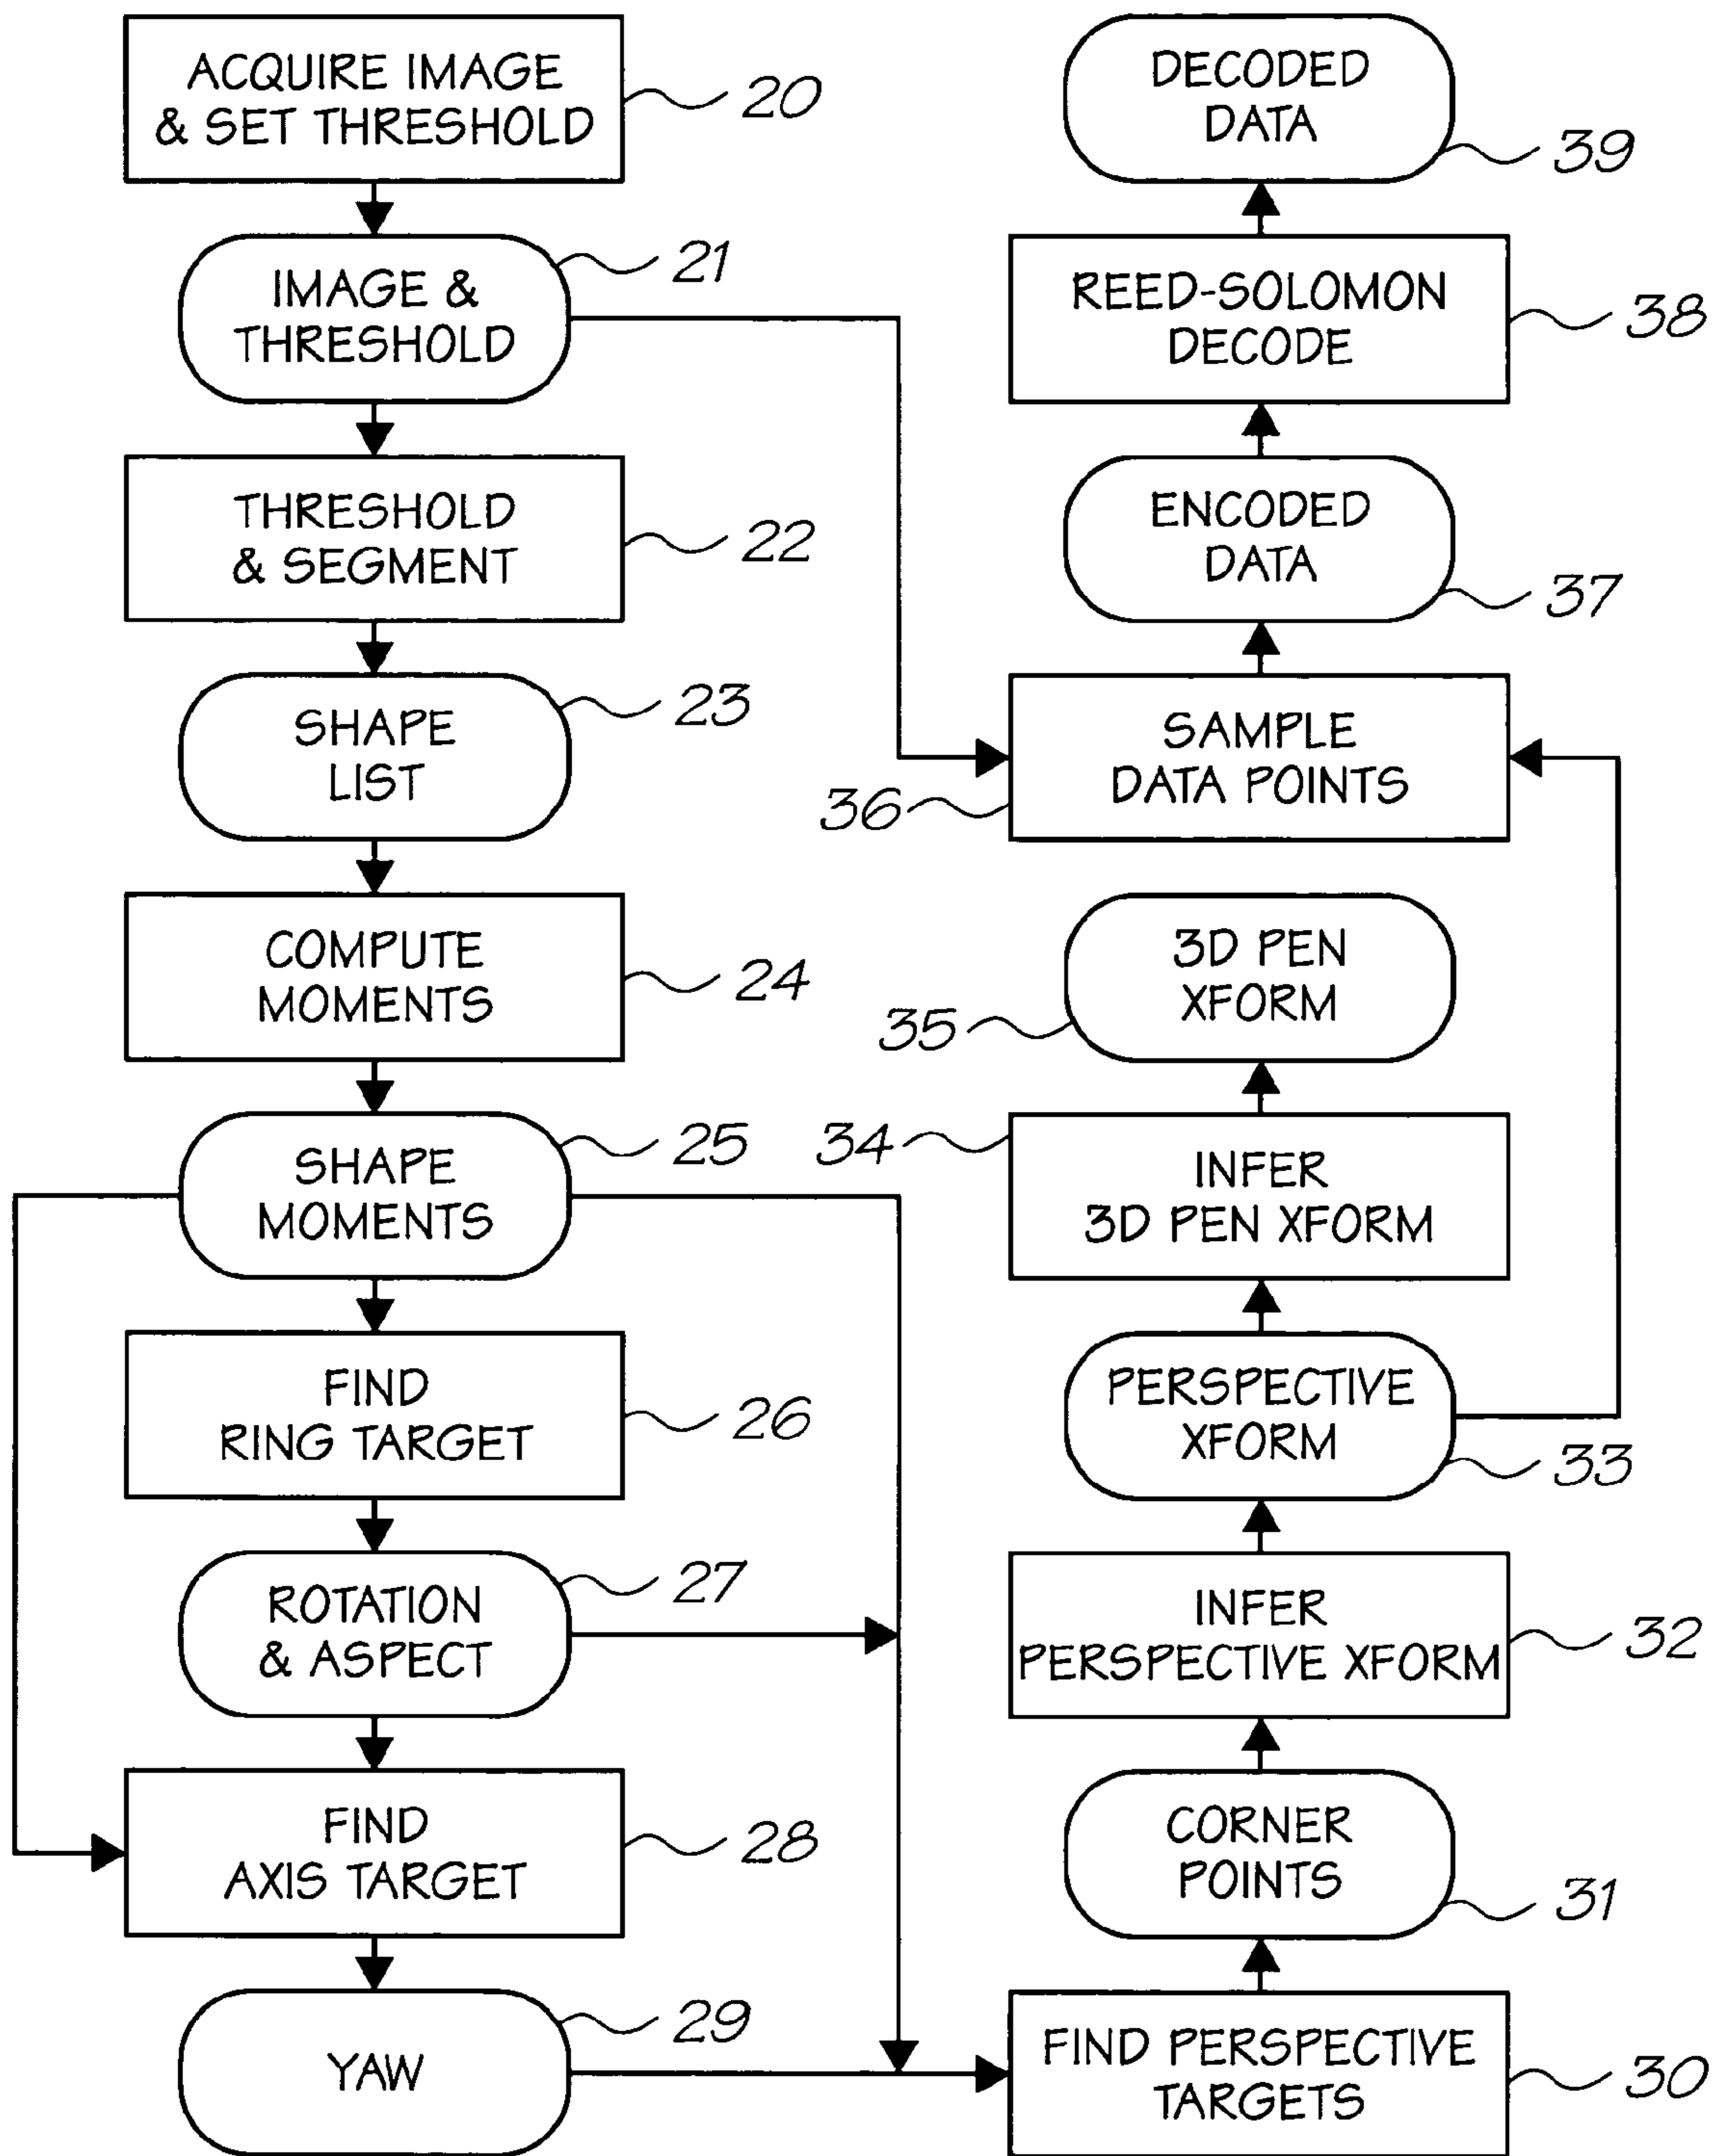 ACQUIRE IMAGE
& SET THRESHOLD
20
IMAGE &
THRESHOLD
21
THRESHOLD
& SEGMENT
22
SHAPE
LIST
23
COMPUTE
MOMENTS
24
SHAPE
MOMENTS
25
FIND
RING TARGET
26
ROTATION
& ASPECT
27
FIND
AXIS TARGET
28
YAW
29
DECODED
DATA
39
REED-SOLOMON
DECODE
38
ENCODED
DATA
37
SAMPLE
DATA POINTS
36
3D PEN
XFORM
35
INFER
3D PEN XFORM
34
PERSPECTIVE
XFORM
33
INFER
PERSPECTIVE XFORM
32
CORNER
POINTS
31
FIND PERSPECTIVE
TARGETS
30